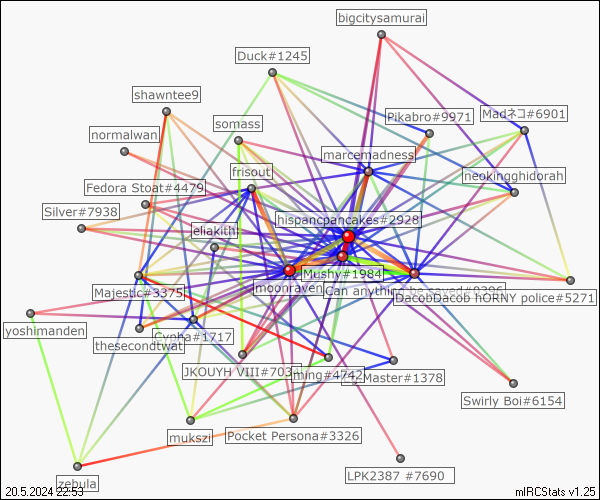 bigcitysamurai
Duck#1245
shawntee9
Madネコ#6901
Pikabro#9971
somass
normalwan
marcemadness
frisout
neokingghidorah
Fedora Stoat#4479
Silver#7938
hispancpancakes#2928
eliakith
Mushy#1984
moonraven
Can anything be saved?
Majestic#3375
DacobDacob hORNY police#5271
yoshimanden
Cypha#1717
thesecondtwat
JKOUYH VIII#703
ming#4742
Master#1378
Swirly Boi#6154
mukszi
Pocket Persona#3326
zebula
LPK2387 #7690
20.5.2024 22:53
mIRCStats v1.25